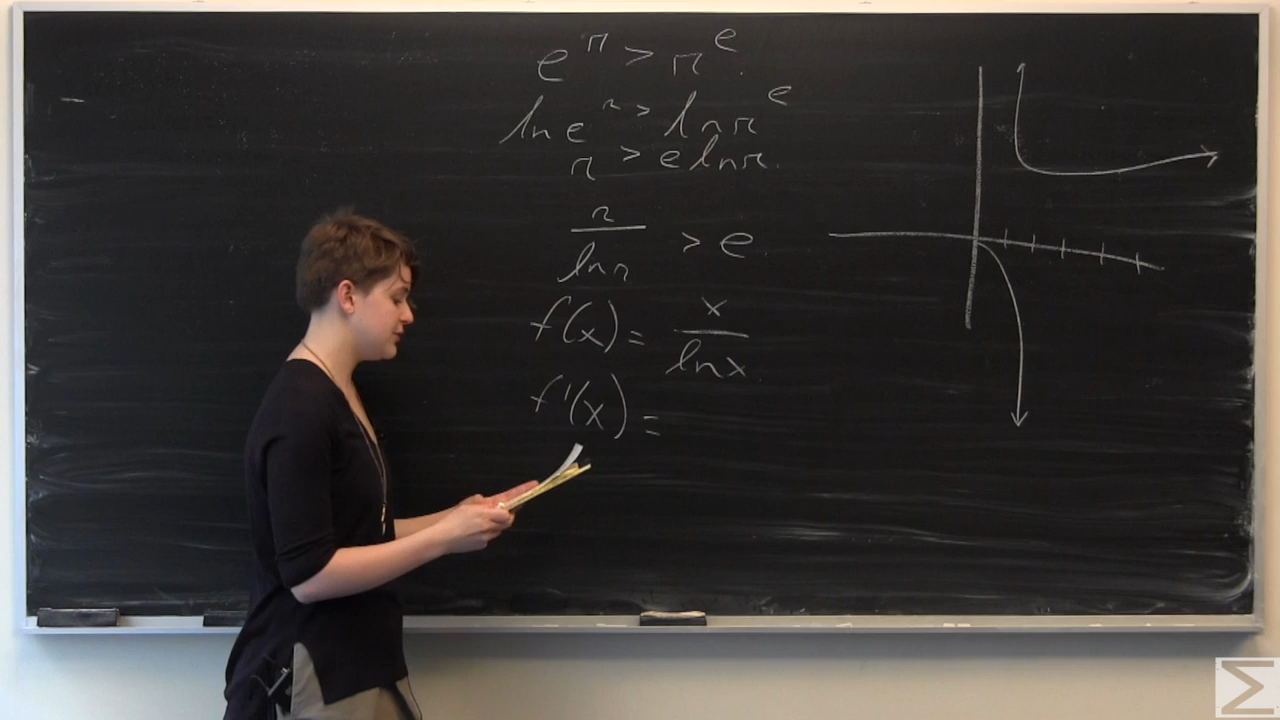 e^π > π^e.
ln e^π > ln π^e
π > e ln π.
π / ln π > e.
f(x) = x / ln x.
f'(x) =
Σ